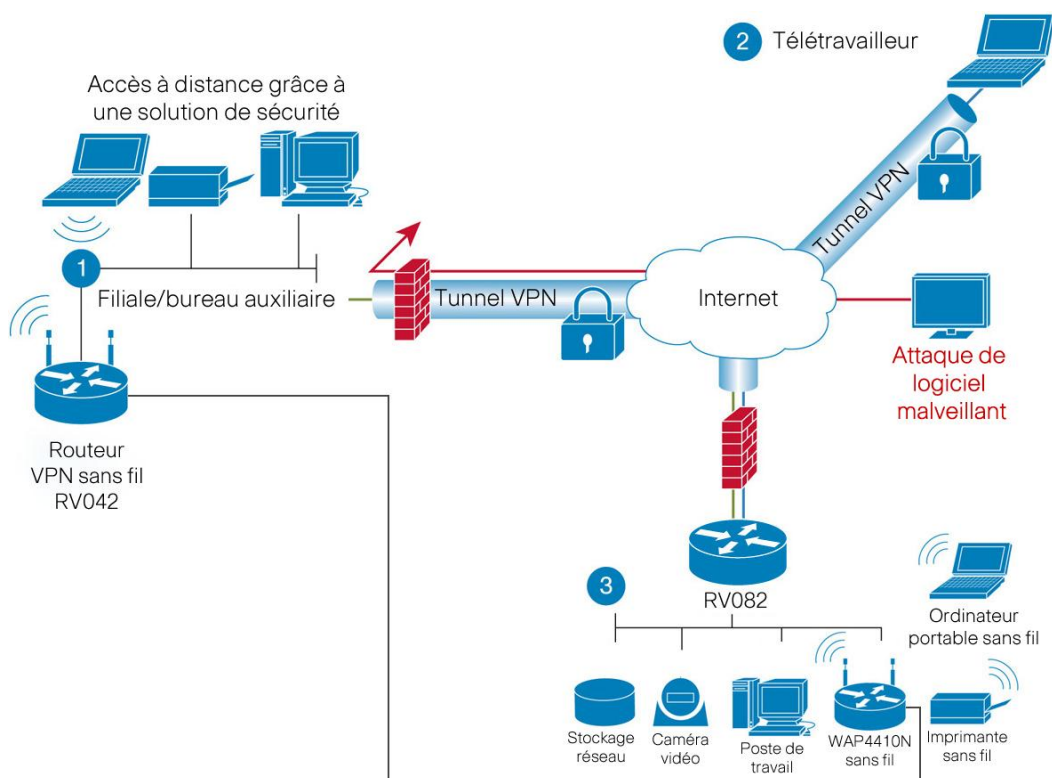 2 Télétravailleur
Accès à distance grâce à
une solution de sécurité
Tunnel VPN
1
Filiale/bureau auxiliaire
Tunnel VPN
Internet
Attaque de
logiciel
malveillant
Routeur
VPN sans fil
RV042
3
RV082
Ordinateur
portable sans fil
Stockage
réseau
Caméra
vidéo
Poste de
travail
WAP4410N
sans fil
Imprimante
sans fil